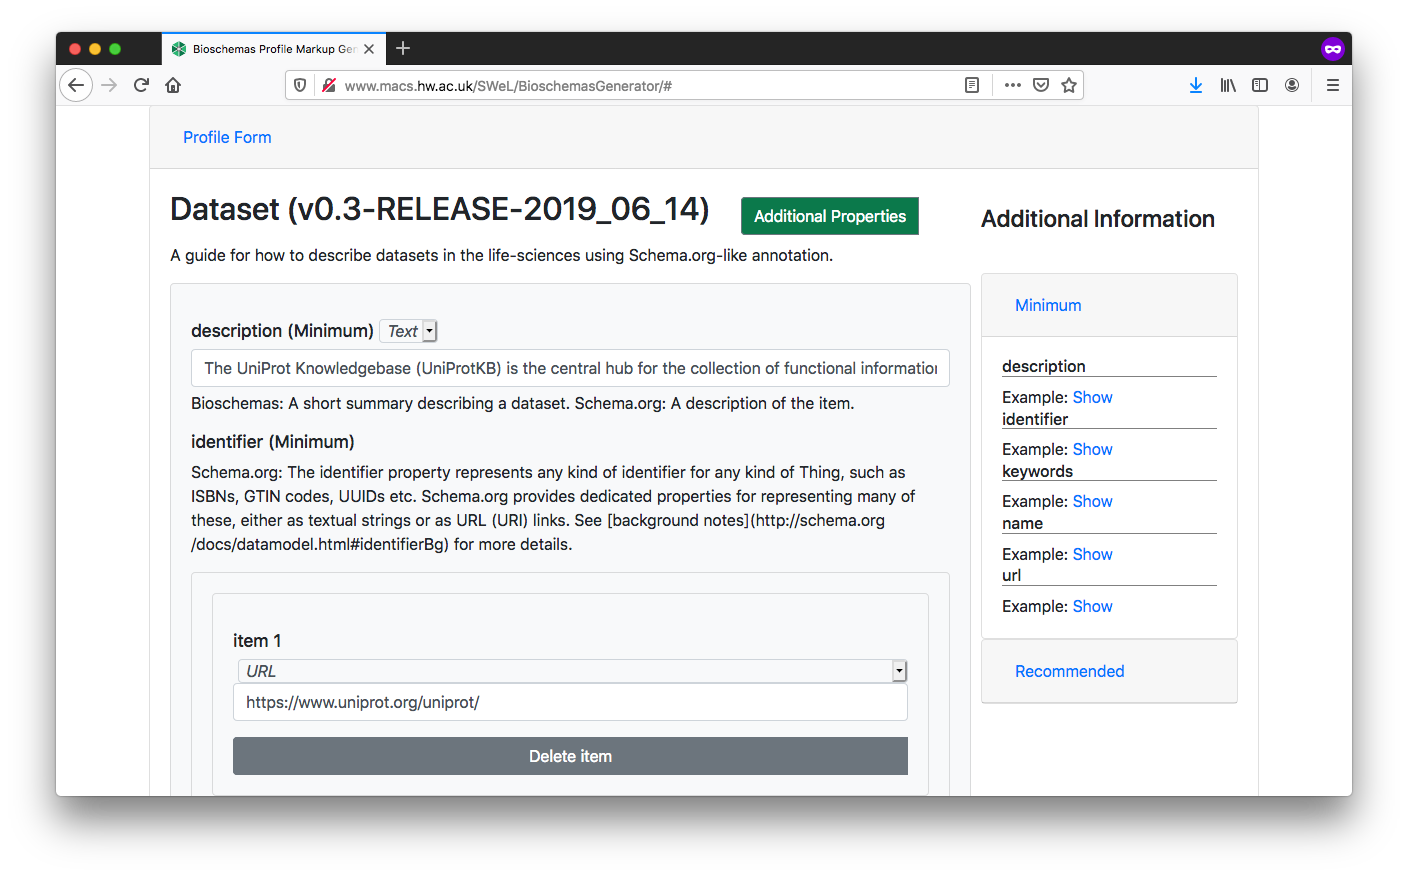 Bioschemas Profile Markup Gen
www.macs.hw.ac.uk/SWeL/BioschemasGenerator/#
Profile Form
Dataset (v0.3-RELEASE-2019_06_14)
Additional Properties
A guide for how to describe datasets in the life-sciences using Schema.org-like annotation.
description (Minimum) Text
The UniProt Knowledgebase (UniProtKB) is the central hub for the collection of functional information
Bioschemas: A short summary describing a dataset. Schema.org: A description of the item.
identifier (Minimum)
Schema.org: The identifier property represents any kind of identifier for any kind of Thing, such as
ISBNs, GTIN codes, UUIDs etc. Schema.org provides dedicated properties for representing many of
these, either as textual strings or as URL (URI) links. See [background notes](http://schema.org
/docs/datamodel.html#identifierBg) for more details.
item 1
URL
https://www.uniprot.org/uniprot/
Delete item
Additional Information
Minimum
description
Example: Show
identifier
Example: Show
keywords
Example: Show
name
Example: Show
url
Example: Show
Recommended